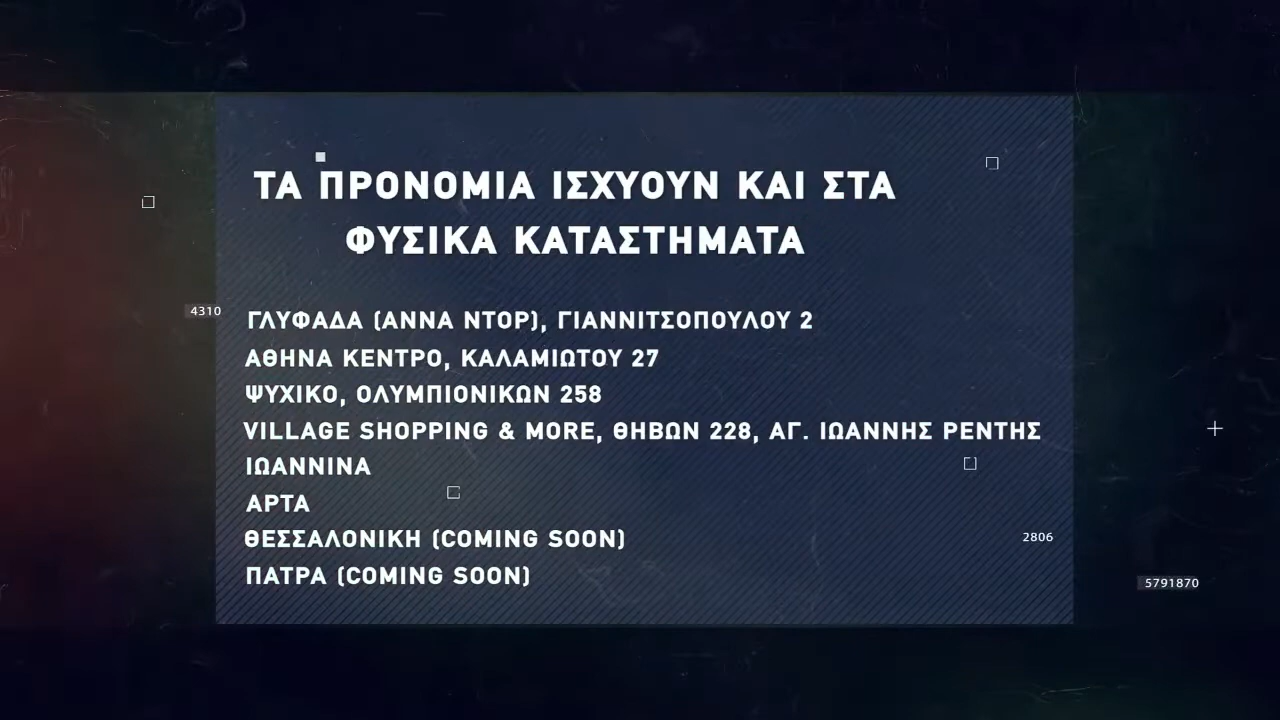 ΤΑ ΠΡΟΝΟΜΙΑ ΙΣΧΥΟΥΝ ΚΑΙ ΣΤΑ
ΦΥΣΙΚΑ ΚΑΤΑΣΤΗΜΑΤΑ
4310
ΓΛΥΦΑΔΑ (ΑΝΝΑ ΝΤΟΡ), ΓΙΑΝΝΙΤΣΟΠΟΥΛΟΥ 2
ΑΘΗΝΑ ΚΕΝΤΡΟ, ΚΑΛΑΜΙΩΤΟΥ 27
ΨΥΧΙΚΟ, ΟΛΥΜΠΙΟΝΙΚΩΝ 258
VILLAGE SHOPPING & MORE, ΘΗΒΩΝ 228, ΑΓ. ΙΩΑΝΝΗΣ ΡΕΝΤΗΣ
ΙΩΑΝΝΙΝΑ
ΑΡΤΑ
ΘΕΣΣΑΛΟΝΙΚΗ (COMING SOON)
2806
ΠΑΤΡΑ (COMING SOON)
5791870